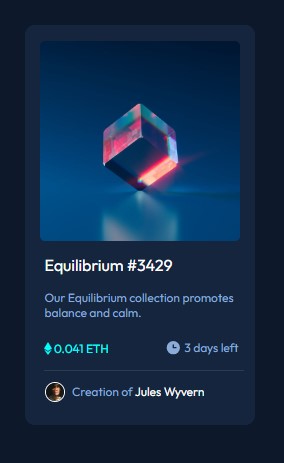 Equilibrium #3429
Our Equilibrium collection promotes
balance and calm.
0.041 ETH
3 days left
Creation of Jules Wyvern